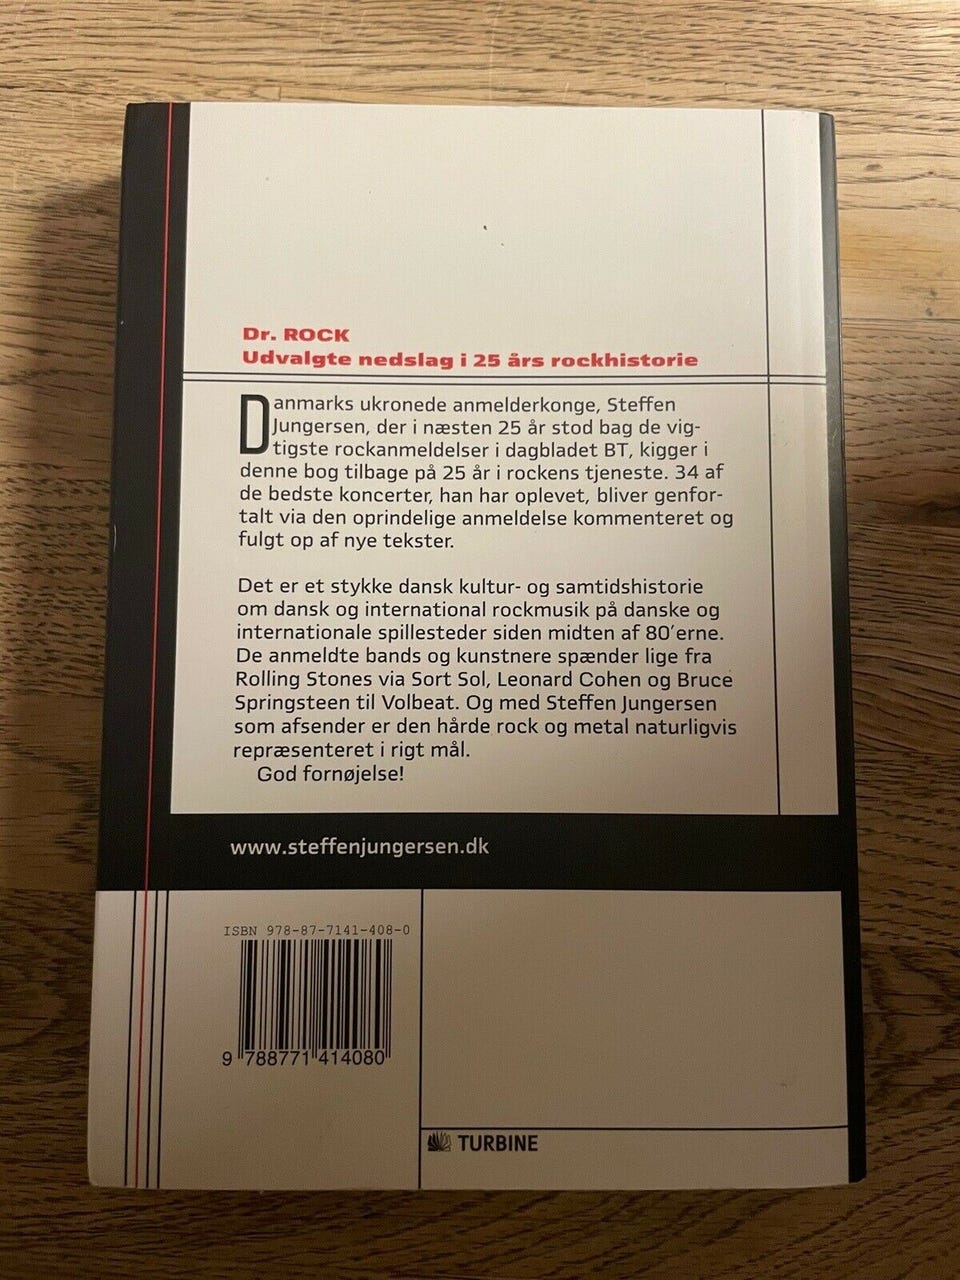 Dr. ROCK
Udvalgte nedslag i 25 års rockhistorie
Danmarks ukronede anmelderkonge, Steffen
Jungersen, der i næsten 25 år stod bag de vig-
tigste rockanmeldelser i dagbladet BT, kigger i
denne bog tilbage på 25 år i rockens tjeneste. 34 af
de bedste koncerter, han har oplevet, bliver genfor-
talt via den oprindelige anmeldelse kommenteret og
fulgt op af nye tekster.
Det er et stykke dansk kultur- og samtidshistorie
om dansk og international rockmusik på danske og
internationale spillesteder siden midten af 80’erne.
De anmeldte bands og kunstnere spænder lige fra
Rolling Stones via Sort Sol, Leonard Cohen og Bruce
Springsteen til Volbeat. Og med Steffen Jungersen
som afsender er den hårde rock og metal naturligvis
repræsenteret i rigt mål.
God fornøjelse!
www.steffenjungersen.dk
ISBN 978-87-7141-408-0
9 788771 414080
TURBINE